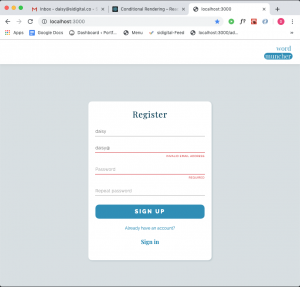 Inbox - daisy@sidigital.co
Conditional Rendering – Re
localhost:3000
localhost:3000
Apps
Google Docs
Dashboard ‹ Portf...
Menu
sidigital-Feed
localhost:3000/ad...
word
muncher
Register
Daisy
daisy@
INVALID EMAIL ADDRESS
Password
REQUIRED
Repeat password
SIGN UP
Already have an account?
Sign in